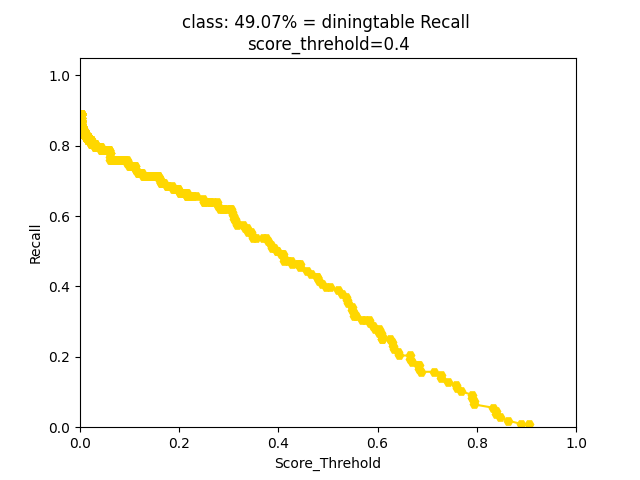 class: 49.07% = diningtable Recall
score_threhold=0.4
1.0
0.8
0.6
0.4
0.2
0.0
Recall
0.0 0.2 0.4 0.6 0.8 1.0
Score_Threhold